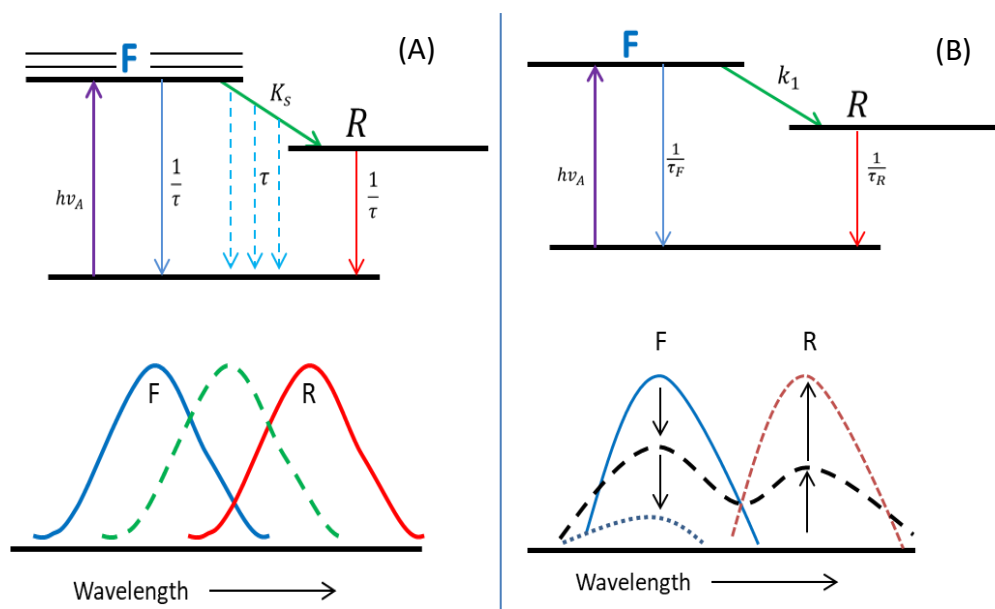 (A)
F
K_s
R
hν_A
1/τ
τ
1/τ
F
R
Wavelength
(B)
F
k_1
R
hν_A
1/τ_F
1/τ_R
F
R
Wavelength